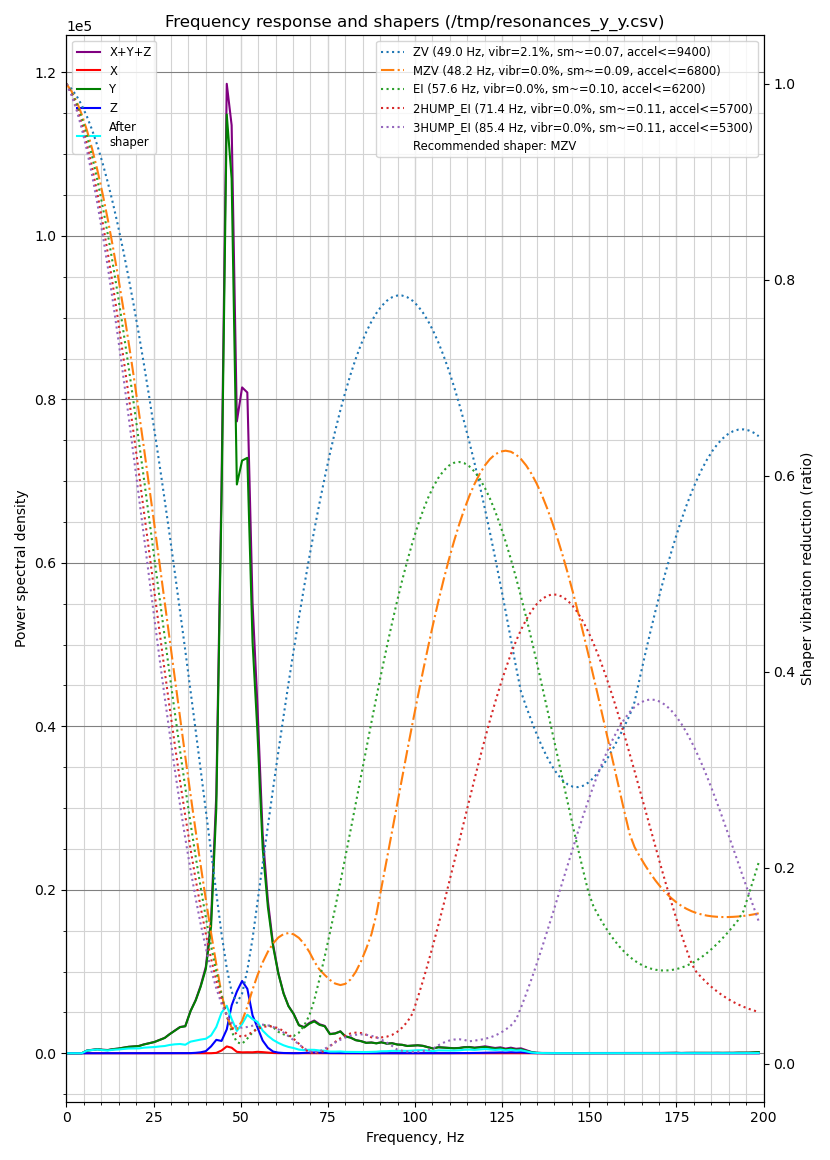 Frequency response and shapers (/tmp/resonances_y_y.csv)
1e5
X+Y+Z
X
Y
Z
After
shaper
ZV (49.0 Hz, vibr=2.1%, sm~=0.07, accel<=9400)
MZV (48.2 Hz, vibr=0.0%, sm~=0.09, accel<=6800)
EI (57.6 Hz, vibr=0.0%, sm~=0.10, accel<=6200)
2HUMP_EI (71.4 Hz, vibr=0.0%, sm~=0.11, accel<=5700)
3HUMP_EI (85.4 Hz, vibr=0.0%, sm~=0.11, accel<=5300)
Recommended shaper: MZV
Power spectral density
1.2
1.0
0.8
0.6
0.4
0.2
0.0
1.0
0.8
0.6
0.4
0.2
0.0
Shaper vibration reduction (ratio)
0 25 50 75 100 125 150 175 200
Frequency, Hz